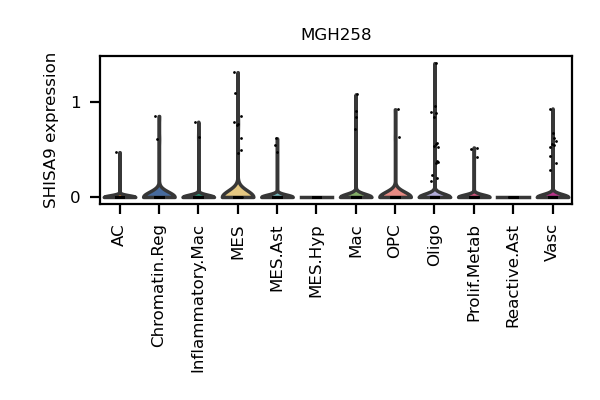 MGH258
SHISA9 expression
1
0
AC
Chromatin.Reg
Inflammatory.Mac
MES
MES.Ast
MES.Hyp
Mac
OPC
Oligo
Prolif.Metab
Reactive.Ast
Vasc